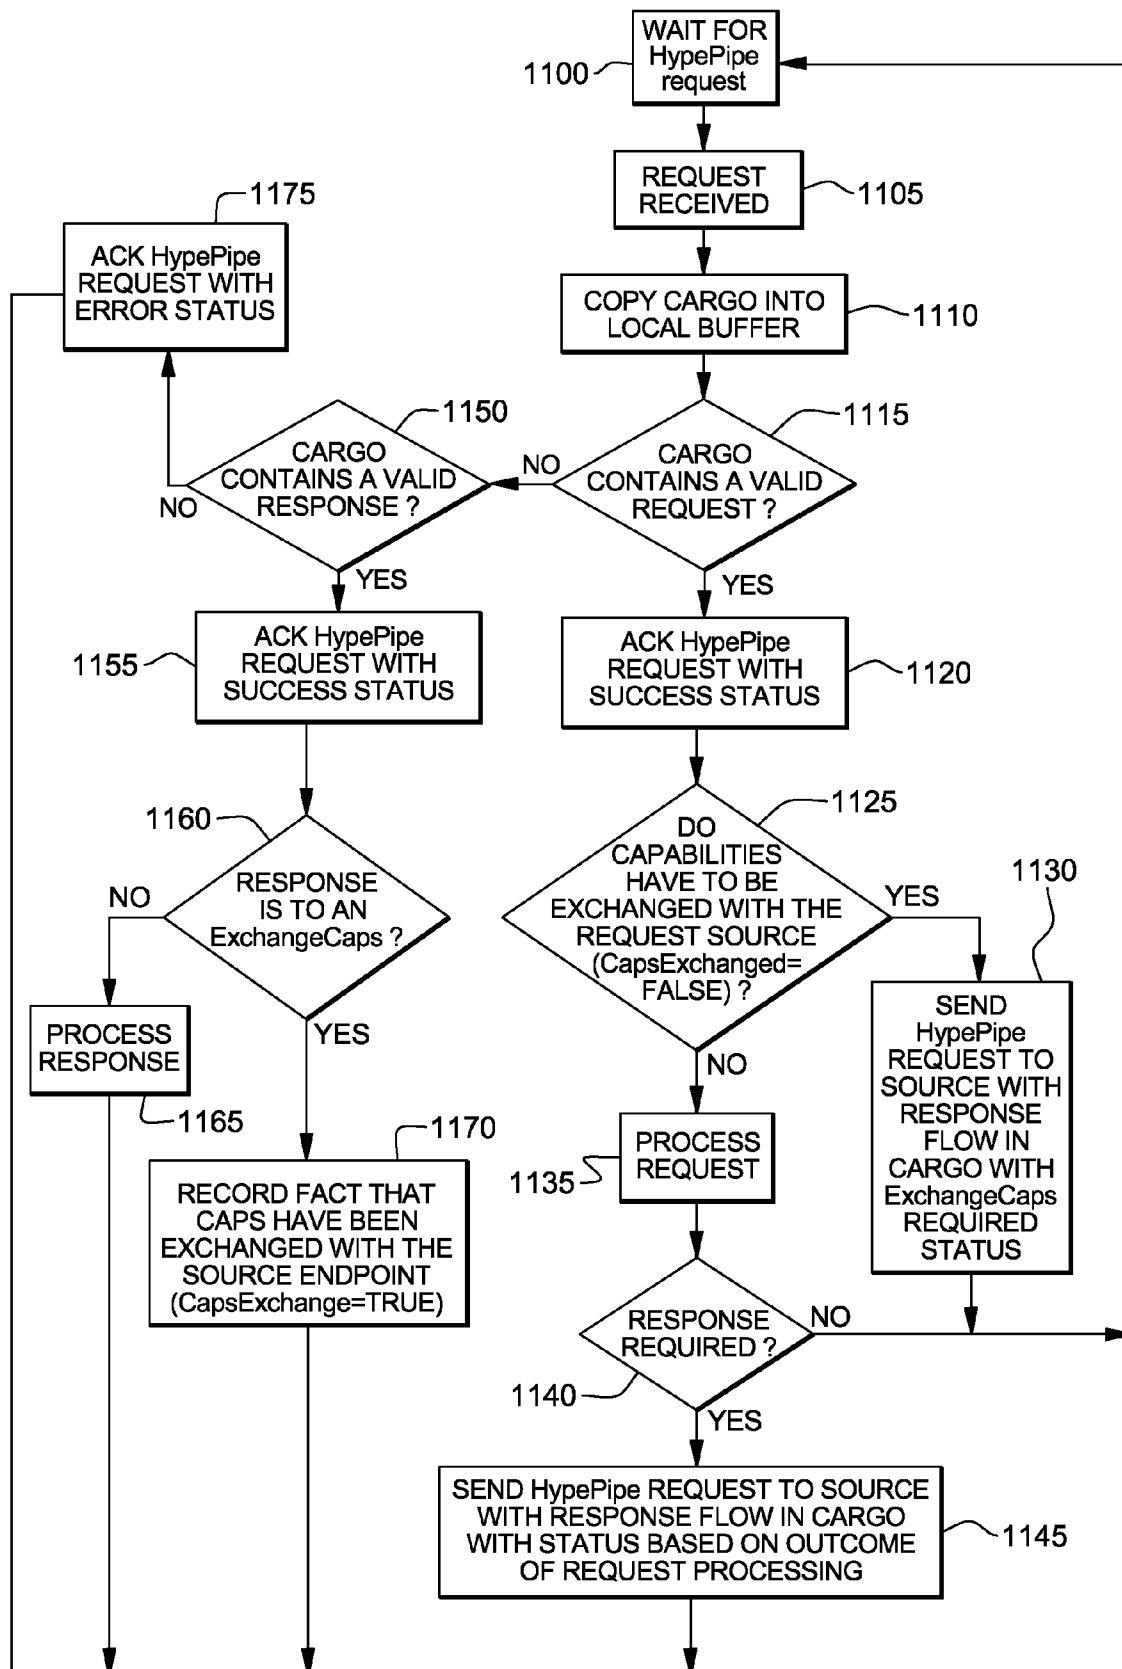 WAIT FOR
HypePipe
request
1100
REQUEST
RECEIVED
1105
1175
ACK HypePipe
REQUEST WITH
ERROR STATUS
COPY CARGO INTO
LOCAL BUFFER
1110
1150
1115
CARGO
CONTAINS A VALID
RESPONSE ?
NO
NO
CARGO
CONTAINS A VALID
REQUEST ?
YES
YES
1155
ACK HypePipe
REQUEST WITH
SUCCESS STATUS
ACK HypePipe
REQUEST WITH
SUCCESS STATUS
1120
1160
1125
RESPONSE
IS TO AN
ExchangeCaps ?
NO
YES
DO
CAPABILITIES
HAVE TO BE
EXCHANGED WITH THE
REQUEST SOURCE
(CapsExchanged=
FALSE) ?
YES
NO
1130
SEND
HypePipe
REQUEST TO
SOURCE WITH
RESPONSE
FLOW IN
CARGO WITH
ExchangeCaps
REQUIRED
STATUS
PROCESS
RESPONSE
1165
1170
RECORD FACT THAT
CAPS HAVE BEEN
EXCHANGED WITH THE
SOURCE ENDPOINT
(CapsExchange=TRUE)
PROCESS
REQUEST
1135
RESPONSE
REQUIRED ?
NO
1140
YES
SEND HypePipe REQUEST TO SOURCE
WITH RESPONSE FLOW IN CARGO
WITH STATUS BASED ON OUTCOME
OF REQUEST PROCESSING
1145